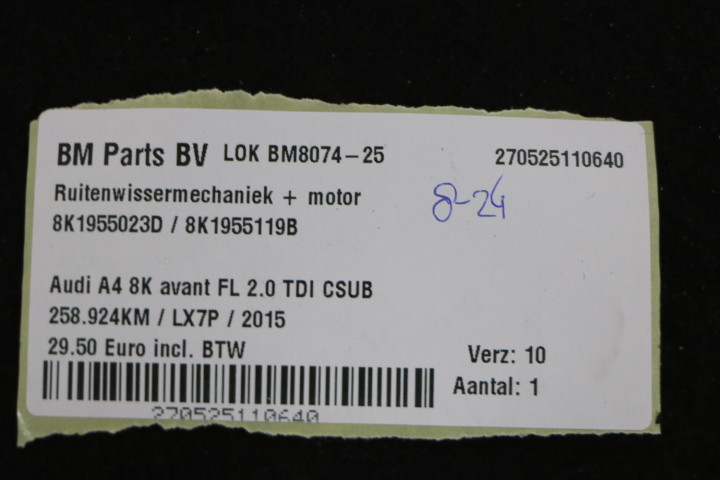 BM Parts BV LOK BM8074-25 270525110640
Ruitenwissermechaniek + motor
8-24
8K1955023D / 8K1955119B
Audi A4 8K avant FL 2.0 TDI CSUB
258.924KM / LX7P / 2015
29.50 Euro incl. BTW
Verz: 10
Aantal: 1
270525110640